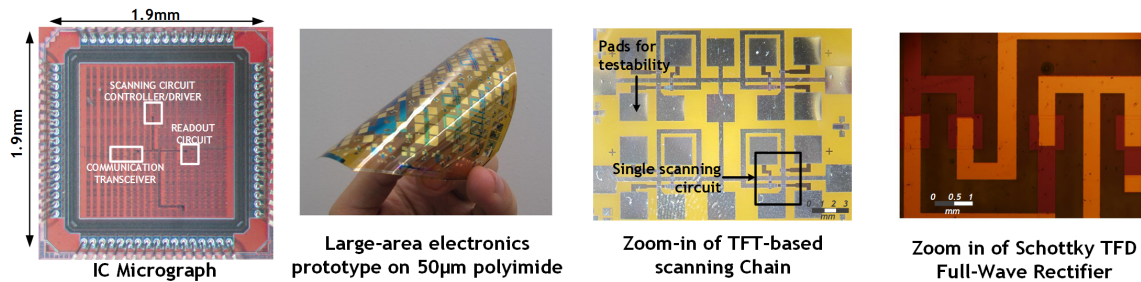 1.9mm
1.9mm
SCANNING CIRCUIT
CONTROLLER/DRIVER
READOUT
CIRCUIT
COMMUNICATION
TRANSCEIVER
IC Micrograph
Large-area electronics
prototype on 50µm polyimide
Pads for
testability
Single scanning
circuit
0 1 2 3
mm
Zoom-in of TFT-based
scanning Chain
0 0.5 1
mm
Zoom in of Schottky TFD
Full-Wave Rectifier